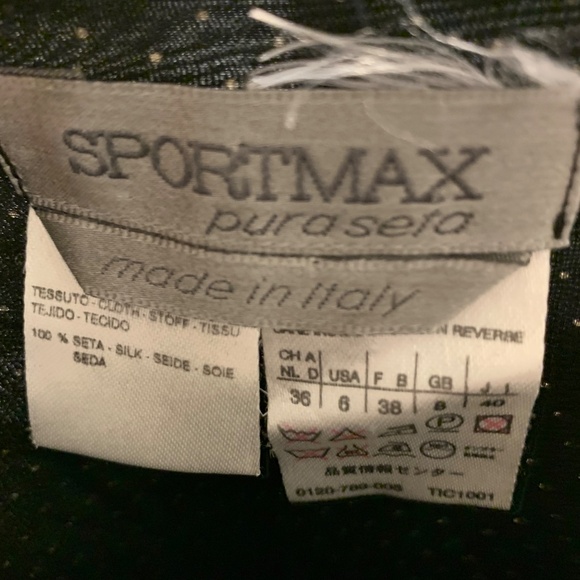 SPORTMAX
pura seta
made in Italy
TESSUTO - CLOTH - STOFF - TISSU
TEJIDO - TECIDO
100 % SETA - SILK - SEIDE - SOIE
SEDA
REVERSE
CH A
NL D USA F B GB J I
36 6 38 8 40
P
品質情報センター
0120-789-005 TIC1001